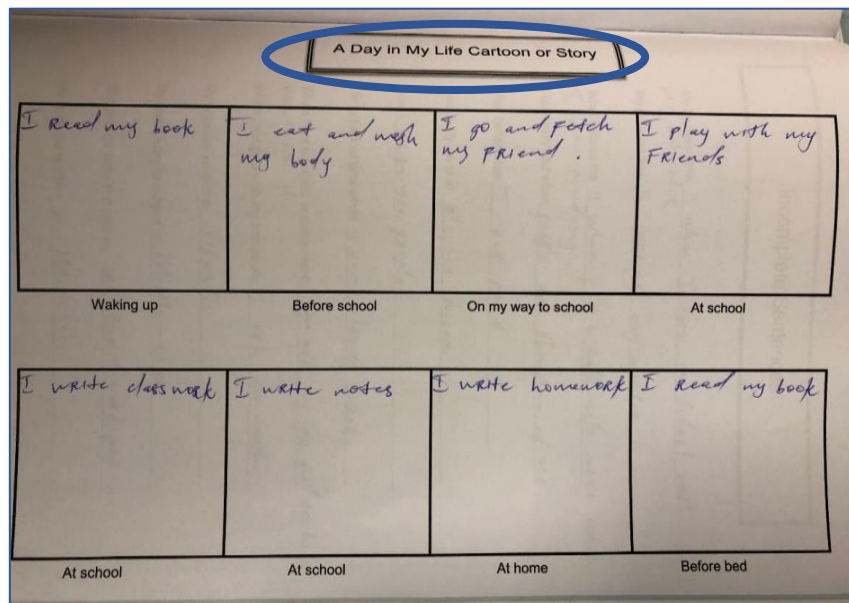 A Day in My Life Cartoon or Story
I Read my book
I eat and wash
my body
I go and Fetch
my FRiend.
I play with my
FRiends
Waking up
Before school
On my way to school
At school
I wRite classwoRk
I wRite notes
I wRite homewoRk
I Read my book
At school
At school
At home
Before bed